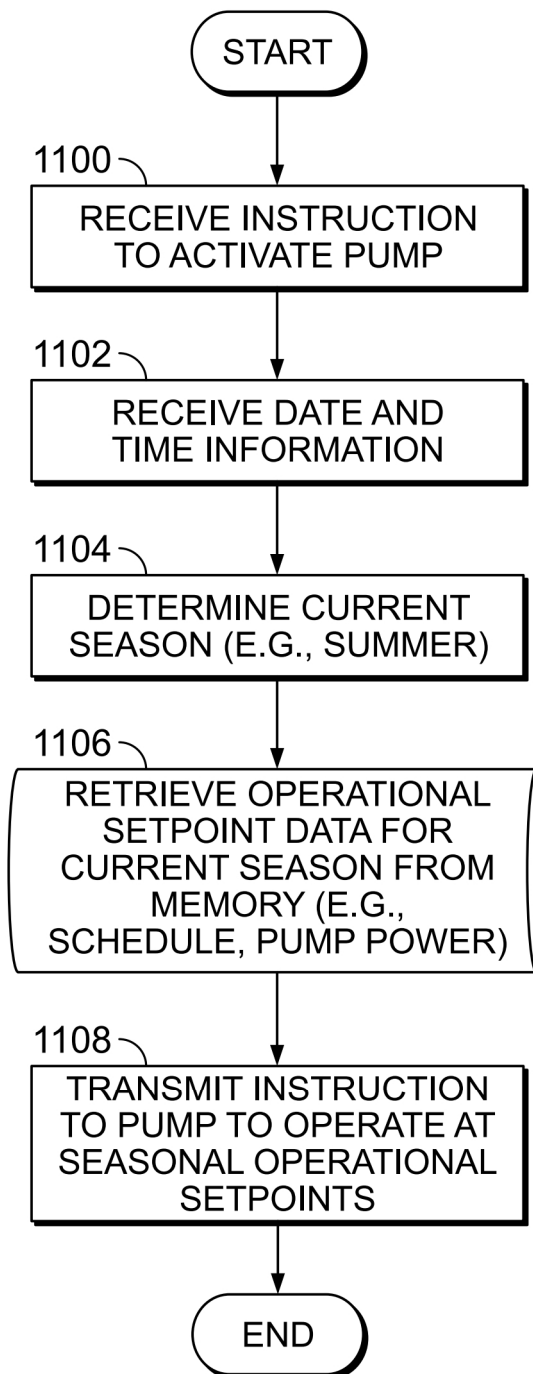 START
1100
RECEIVE INSTRUCTION
TO ACTIVATE PUMP
1102
RECEIVE DATE AND
TIME INFORMATION
1104
DETERMINE CURRENT
SEASON (E.G., SUMMER)
1106
RETRIEVE OPERATIONAL
SETPOINT DATA FOR
CURRENT SEASON FROM
MEMORY (E.G.,
SCHEDULE, PUMP POWER)
1108
TRANSMIT INSTRUCTION
TO PUMP TO OPERATE AT
SEASONAL OPERATIONAL
SETPOINTS
END